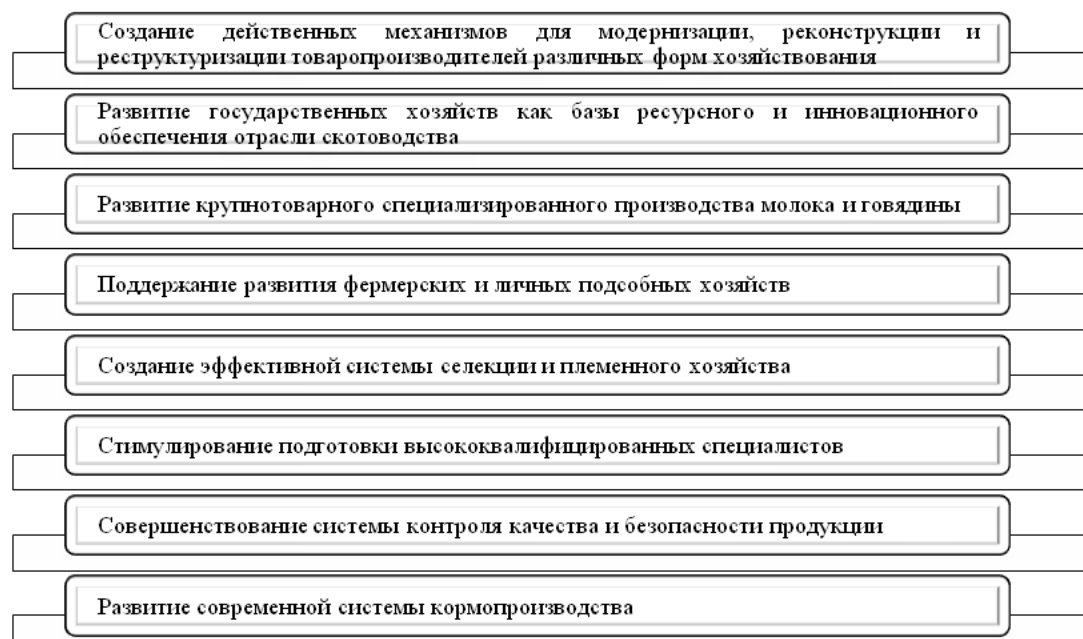 Создание действенных механизмов для модернизации, реконструкции и
реструктуризации товаропроизводителей различных форм хозяйствования
Развитие государственных хозяйств как базы ресурсного и инновационного
обеспечения отрасли скотоводства
Развитие крупнотоварного специализированного производства молока и говядины
Поддержание развития фермерских и личных подсобных хозяйств
Создание эффективной системы селекции и племенного хозяйства
Стимулирование подготовки высококвалифицированных специалистов
Совершенствование системы контроля качества и безопасности продукции
Развитие современной системы кормопроизводства